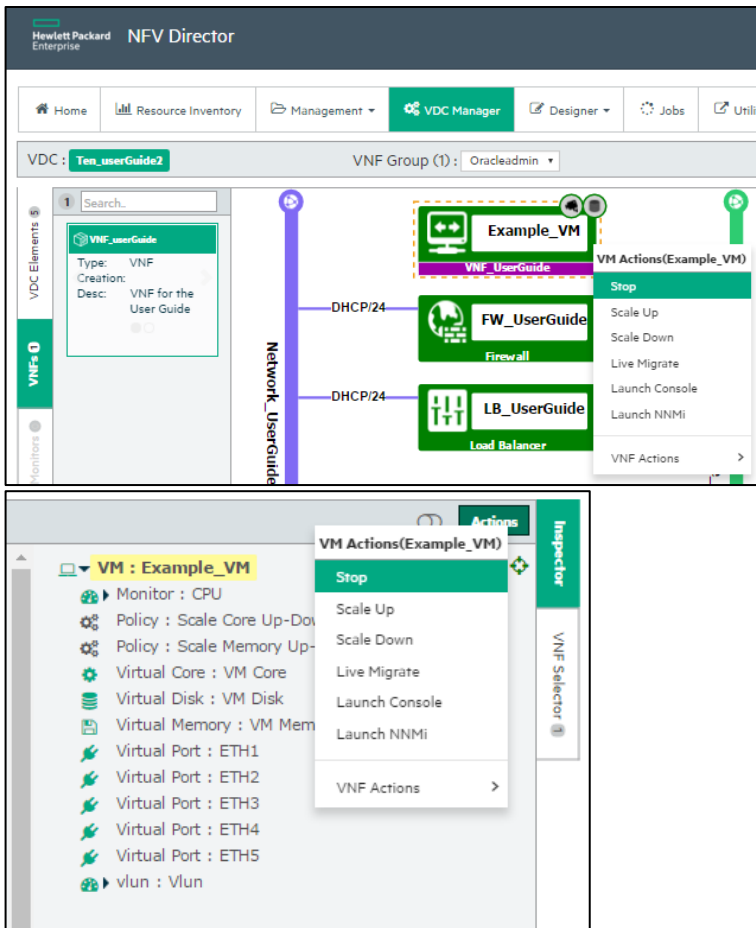 Hewlett Packard
Enterprise
NFV Director
Home
Resource Inventory
Management
VDC Manager
Designer
Jobs
Utili
VDC : Ten_userGuide2
VNF Group (1) : Oracleadmin
VDC Elements 5
VNFs 1
Monitors
1 Search..
VNF_userGuide
Type: VNF
Creation:
Desc: VNF for the
User Guide
Network_UserGuide
DHCP/24
DHCP/24
Example_VM
VNF_UserGuide
FW_UserGuide
Firewall
LB_UserGuide
Load Balancer
VM Actions(Example_VM)
Stop
Scale Up
Scale Down
Live Migrate
Launch Console
Launch NNMi
VNF Actions >
Actions
VM : Example_VM
Monitor : CPU
Policy : Scale Core Up-Dow
Policy : Scale Memory Up-
Virtual Core : VM Core
Virtual Disk : VM Disk
Virtual Memory : VM Mem
Virtual Port : ETH1
Virtual Port : ETH2
Virtual Port : ETH3
Virtual Port : ETH4
Virtual Port : ETH5
vlun : Vlun
VM Actions(Example_VM)
Stop
Scale Up
Scale Down
Live Migrate
Launch Console
Launch NNMi
VNF Actions >
Inspector
VNF Selector 1